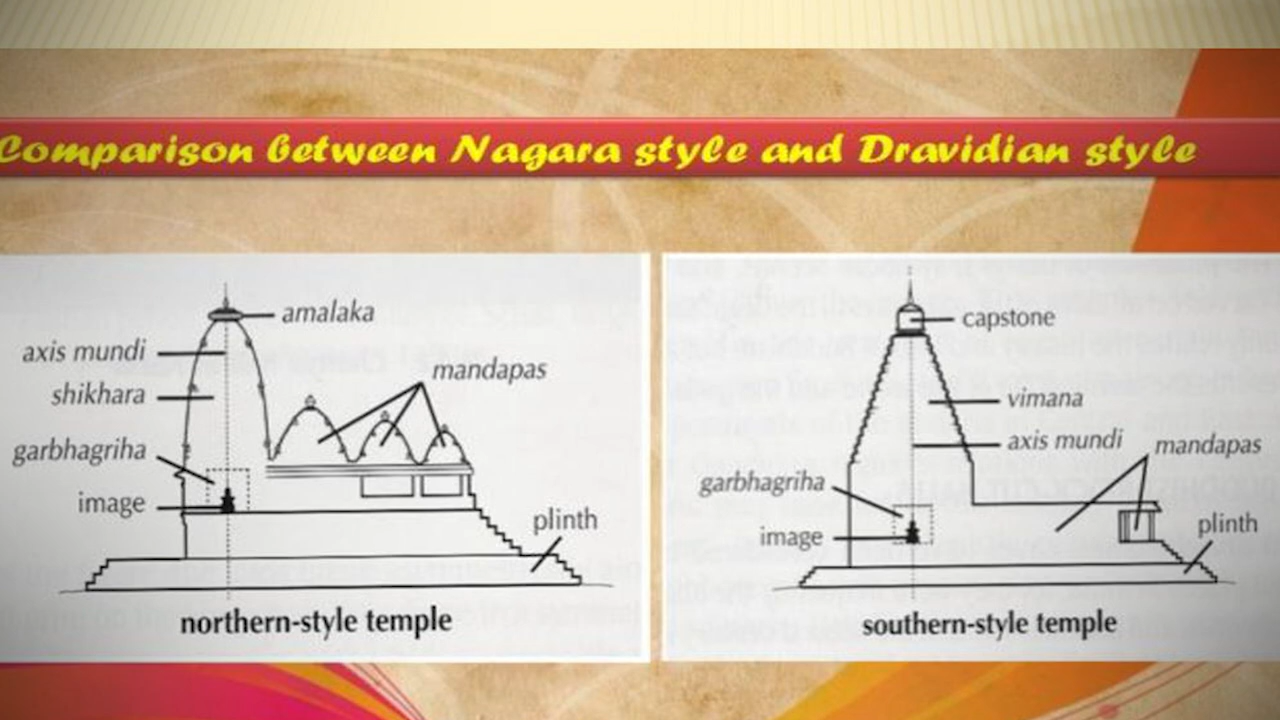 Comparison between Nagara style and Dravidian style
amalaka
axis mundi
shikhara
mandapas
garbhagriha
image
plinth
northern-style temple
capstone
vimana
axis mundi
mandapas
garbhagriha
image
plinth
southern-style temple